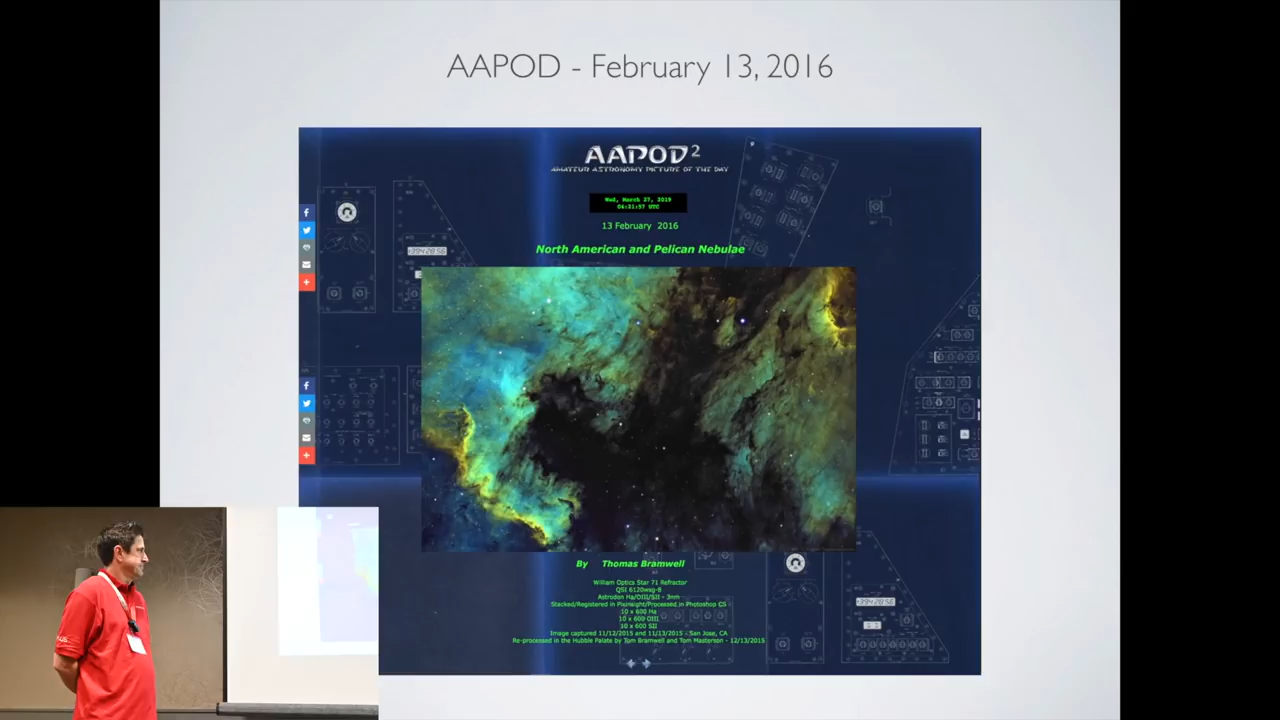 AAPOD - February 13, 2016
AAPOD2
AMATEUR ASTRONOMY PICTURE OF THE DAY
Wed, March 27, 2019
04:21:57 UTC
13 February 2016
North American and Pelican Nebulae
By Thomas Bramwell
William Optics Star 71 Refractor
QSI 6120wsg-8
Astrodon Ha/OIII/SII - 3nm
Stacked/Registered in PixInsight/Processed in Photoshop CS
10 x 600 Ha
10 x 600 OIII
10 x 600 SII
Image captured 11/12/2015 and 11/13/2015 - San Jose, CA
Re-processed in the Hubble Palate by Tom Bramwell and Tom Masterson - 12/13/2015